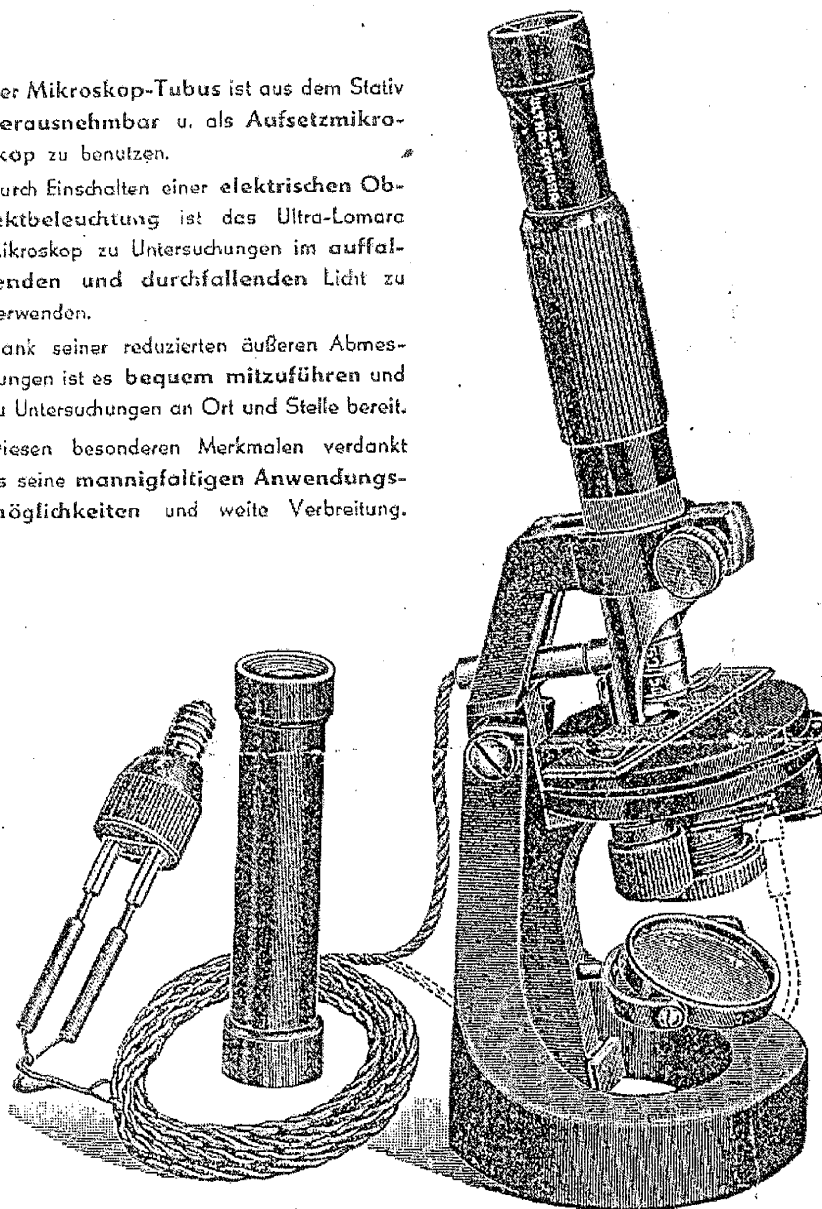 er Mikroskop-Tubus ist aus dem Stativ
erausnehmbar u. als Aufsetzmikro-
kop zu benutzen.
urch Einschalten einer elektrischen Ob-
ektbeleuchtung ist das Ultra-Lomara
ikroskop zu Untersuchungen im auffal-
enden und durchfallenden Licht zu
erwenden.
ank seiner reduzierten äußeren Abmes-
ungen ist es bequem mitzuführen und
u Untersuchungen an Ort und Stelle bereit.
iesen besonderen Merkmalen verdankt
s seine mannigfaltigen Anwendungs-
öglichkeiten und weite Verbreitung.